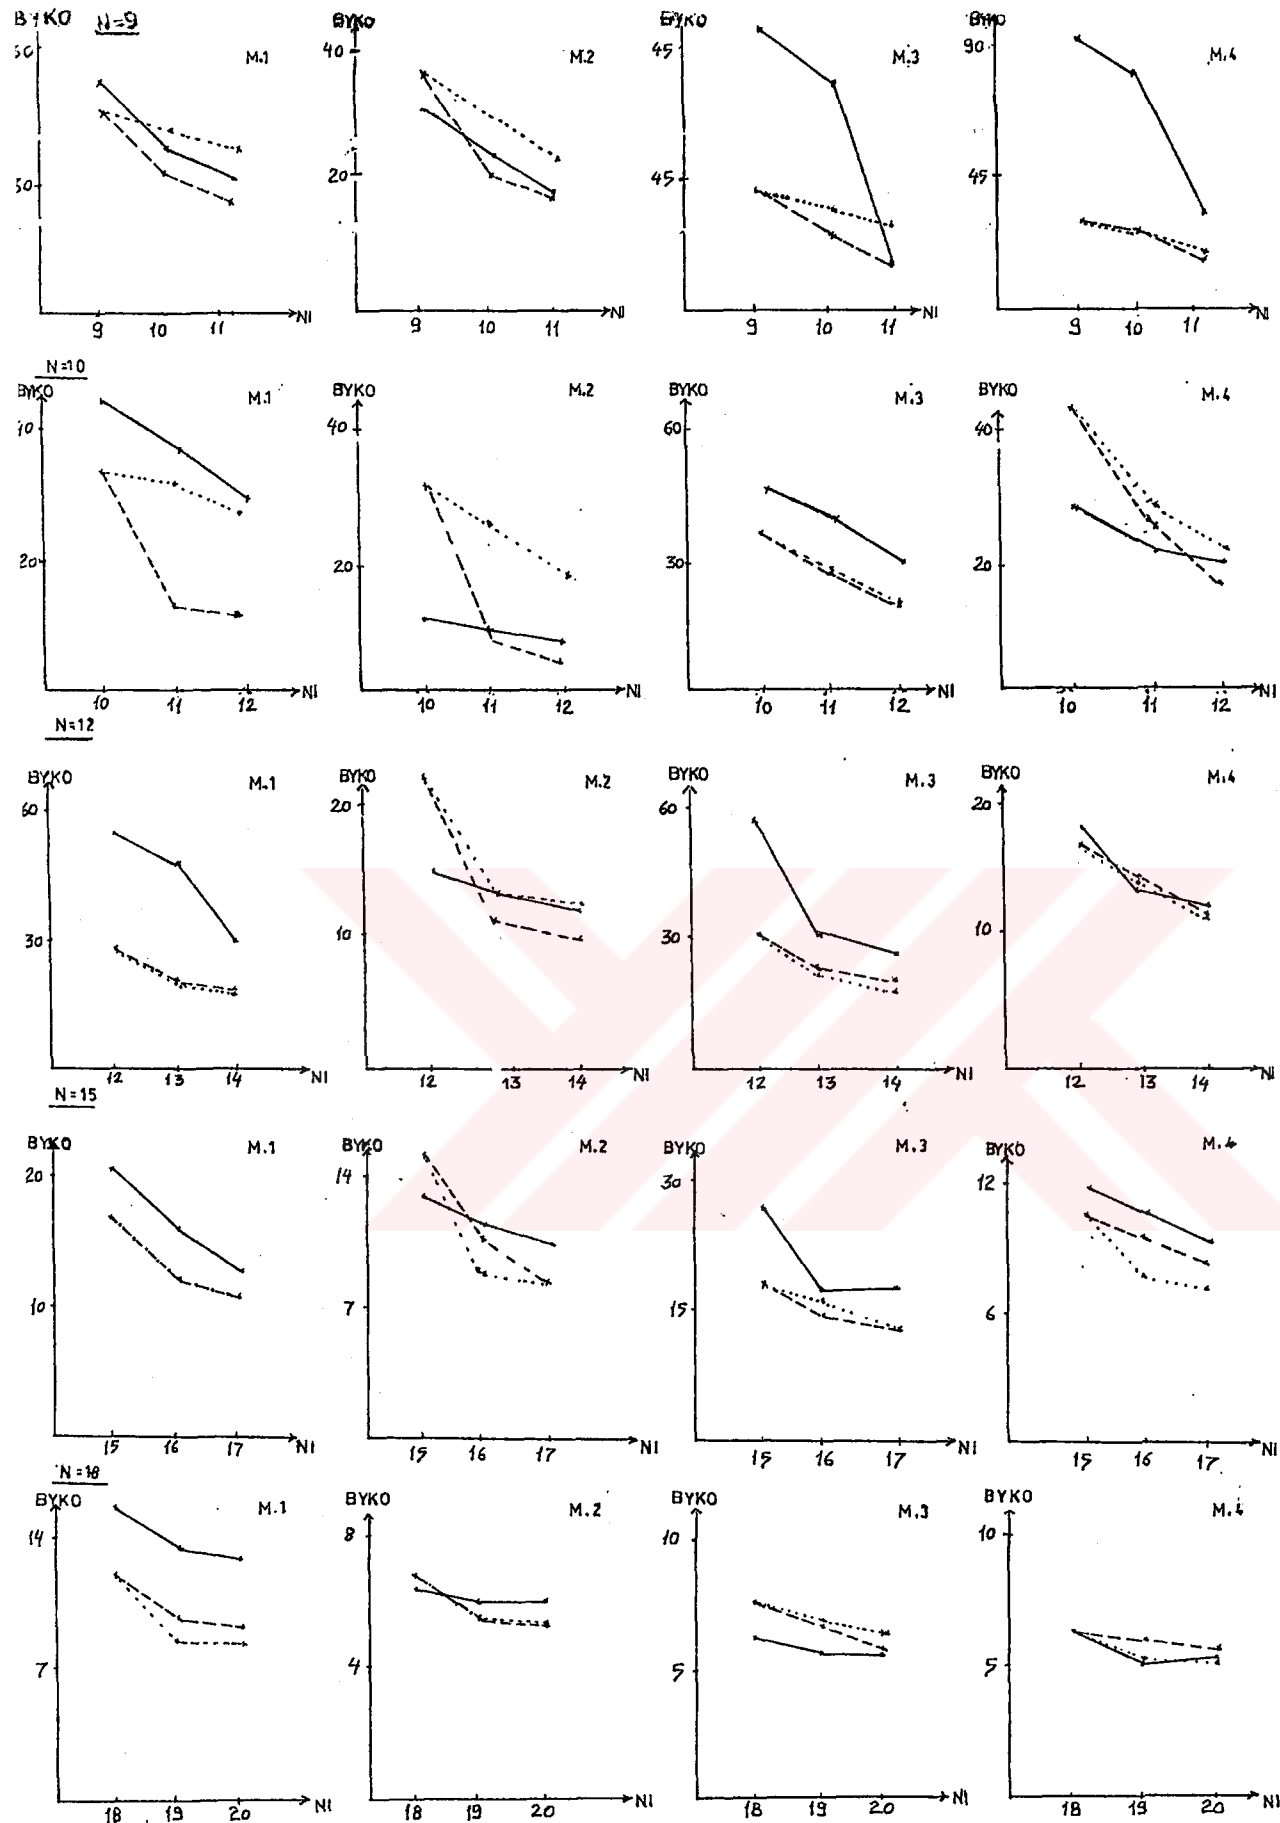 BYKO N=9 BYKO BYKO BYKO
M.1 M.2 M.3 M.4
40 45 90
20 45 45
9 10 11 NI 9 10 11 NI 9 10 11 NI 9 10 11 NI
N=10
BYKO M.1 BYKO M.2 BYKO M.3 BYKO M.4
40 60 40
20 20 30 20
10 11 12 NI 10 11 12 NI 10 11 12 NI 10 11 12 NI
N=12
BYKO M.1 BYKO M.2 BYKO M.3 BYKO M.4
60 20 60 20
30 10 30 10
12 13 14 NI 12 13 14 NI 12 13 14 NI 12 13 14 NI
N=15
BYKO M.1 BYKO M.2 BYKO M.3 BYKO M.4
20 14 30 12
10 7 15 6
15 16 17 NI 15 16 17 NI 15 16 17 NI 15 16 17 NI
N=18
BYKO M.1 BYKO M.2 BYKO M.3 BYKO M.4
14 8 10 10
7 4 5 5
18 19 20 NI 18 19 20 NI 18 19 20 NI 18 19 20 NI